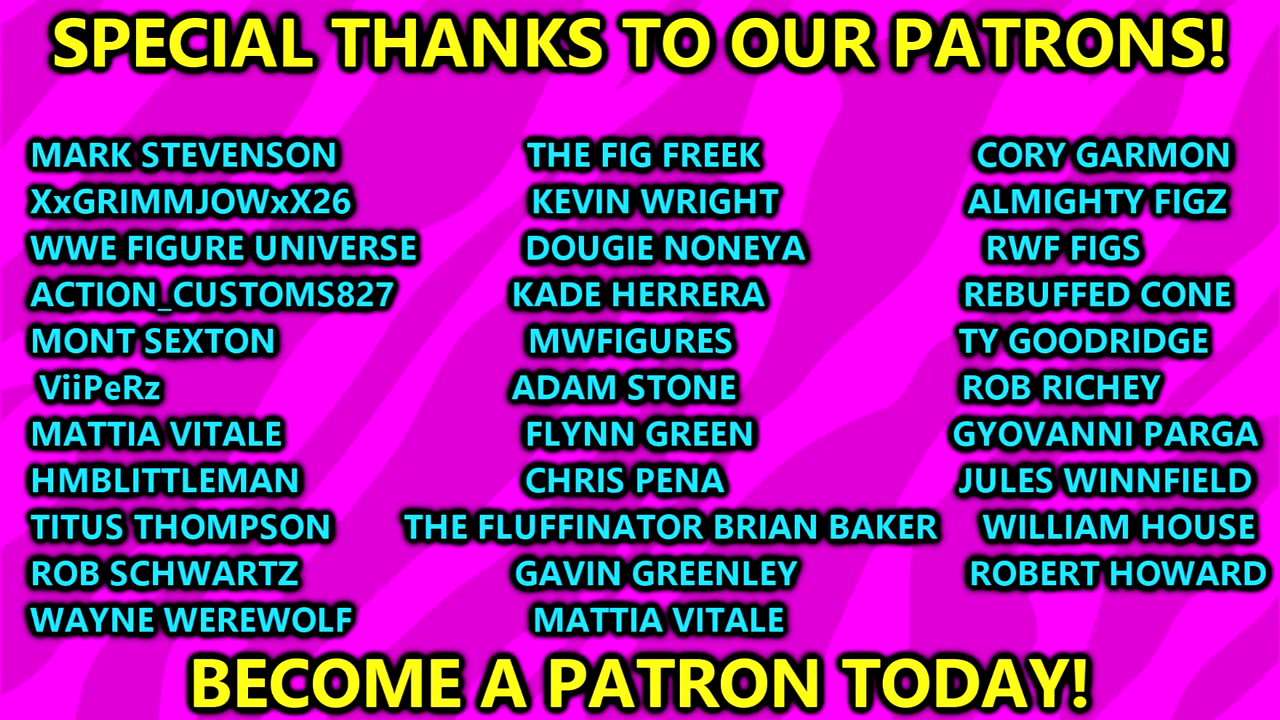 SPECIAL THANKS TO OUR PATRONS!
MARK STEVENSON THE FIG FREEK CORY GARMON
XxGRIMMJOWxX26 KEVIN WRIGHT ALMIGHTY FIGZ
WWE FIGURE UNIVERSE DOUGIE NONEYA RWF FIGS
ACTION_CUSTOMS827 KADE HERRERA REBUFFED CONE
MONT SEXTON MWFIGURES TY GOODRIDGE
ViiPeRz ADAM STONE ROB RICHEY
MATTIA VITALE FLYNN GREEN GYOVANNI PARGA
HMBLITTLEMAN CHRIS PENA JULES WINNFIELD
TITUS THOMPSON THE FLUFFINATOR BRIAN BAKER WILLIAM HOUSE
ROB SCHWARTZ GAVIN GREENLEY ROBERT HOWARD
WAYNE WEREWOLF MATTIA VITALE
BECOME A PATRON TODAY!